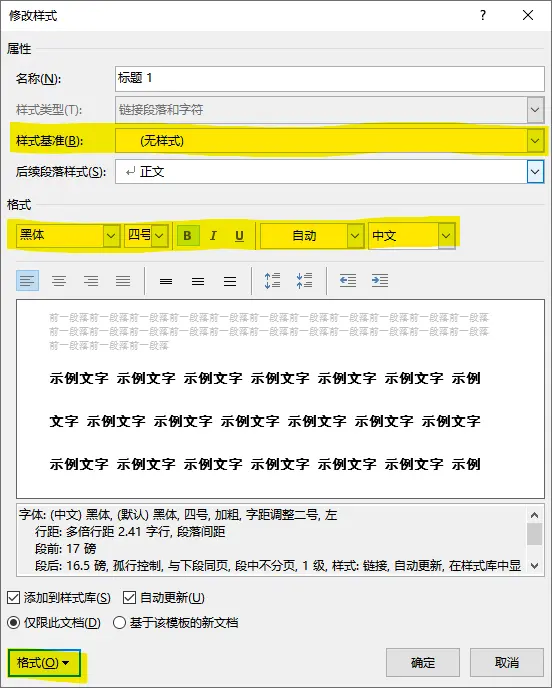 修改样式 ?
属性
名称(N): 标题 1
样式类型(T): 链接段落和字符
样式基准(B): (无样式)
后续段落样式(S): ↵ 正文
格式
黑体 四号 B I U 自动 中文
前一段落前一段落前一段落前一段落前一段落前一段落前一段落前一段落前一段落前一段落前一段落
前一段落前一段落前一段落前一段落前一段落前一段落前一段落前一段落前一段落前一段落前一段落
前一段落前一段落前一段落
示例文字 示例文字 示例文字 示例文字 示例文字 示例文字 示例
文字 示例文字 示例文字 示例文字 示例文字 示例文字 示例文字
示例文字 示例文字 示例文字 示例文字 示例文字 示例文字 示例
字体: (中文) 黑体, (默认) 黑体, 四号, 加粗, 字距调整二号, 左
行距: 多倍行距 2.41 字行, 段落间距
段前: 17 磅
段后: 16.5 磅, 孤行控制, 与下段同页, 段中不分页, 1 级, 样式: 链接, 自动更新, 在样式库中显
添加到样式库(S) 自动更新(U)
仅限此文档(D) 基于该模板的新文档
格式(O) 确定 取消